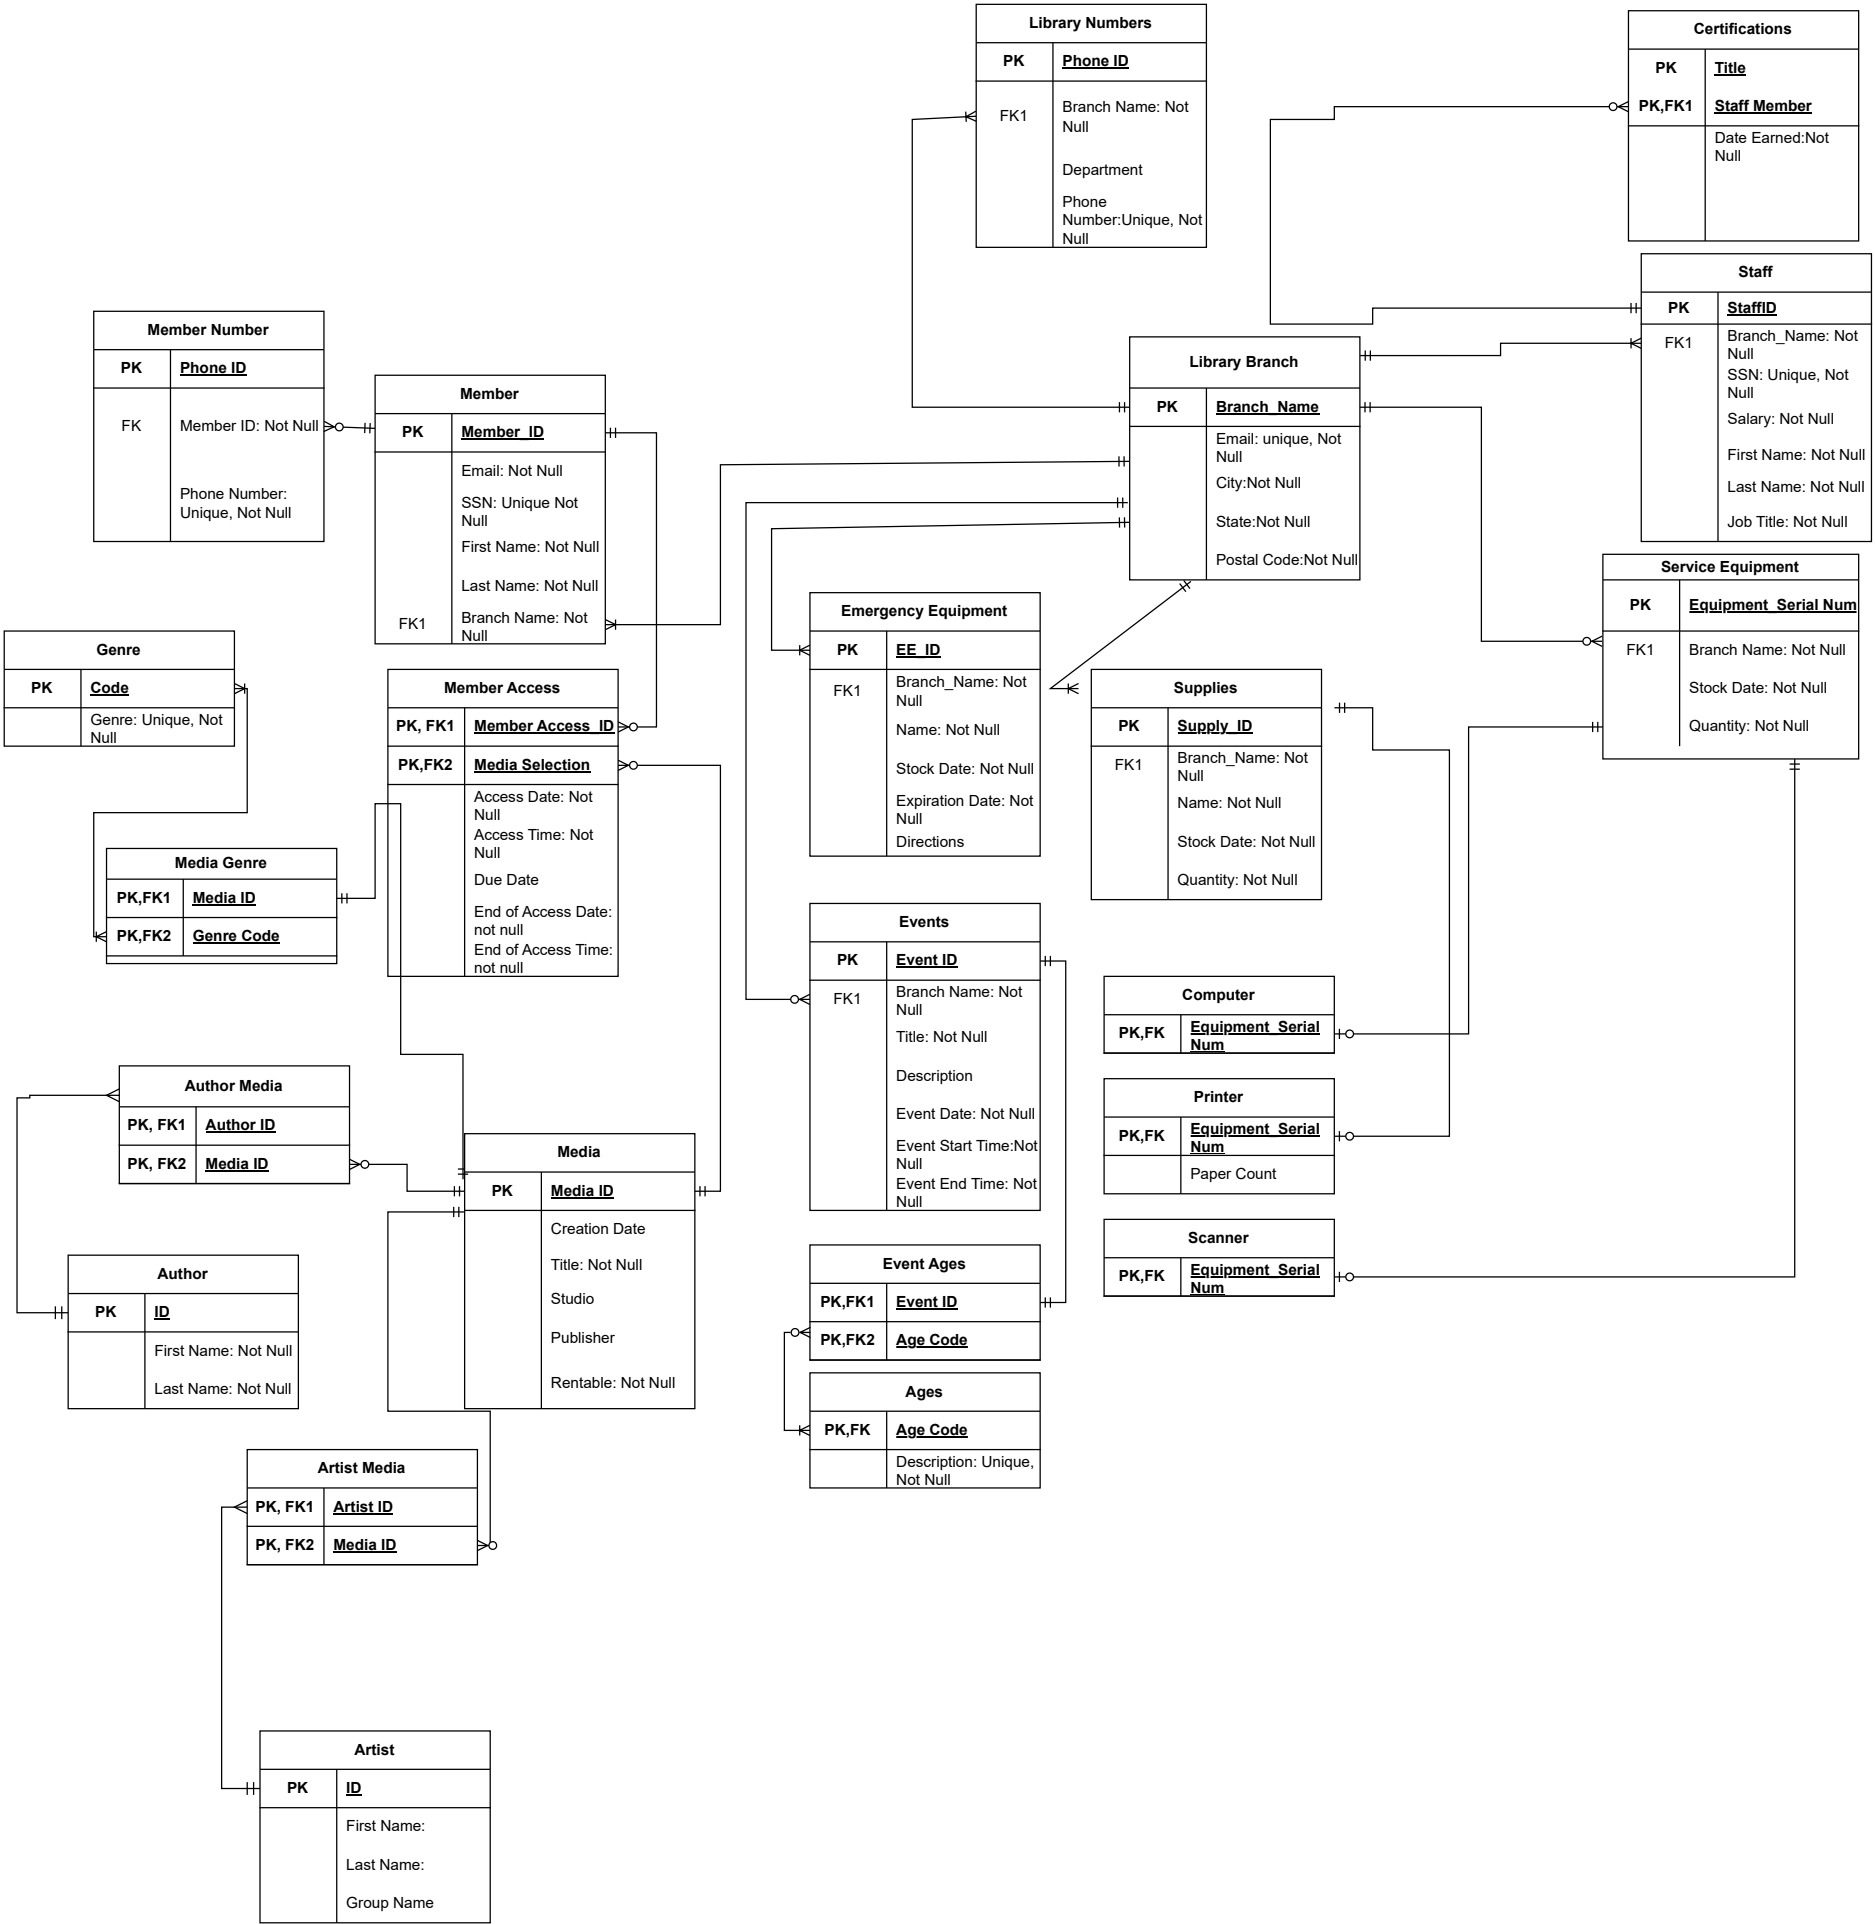 Library Numbers
PK Phone ID
FK1 Branch Name: Not
Null
Department
Phone
Number:Unique, Not
Null
Certifications
PK Title
PK,FK1 Staff Member
Date Earned:Not
Null
Staff
PK StaffID
FK1 Branch_Name: Not
Null
SSN: Unique, Not
Null
Salary: Not Null
First Name: Not Null
Last Name: Not Null
Job Title: Not Null
Member Number
PK Phone ID
FK Member ID: Not Null
Phone Number:
Unique, Not Null
Member
PK Member_ID
Email: Not Null
SSN: Unique Not
Null
First Name: Not Null
Last Name: Not Null
FK1 Branch Name: Not
Null
Library Branch
PK Branch_Name
Email: unique, Not
Null
City:Not Null
State:Not Null
Postal Code:Not Null
Service Equipment
PK Equipment_Serial Num
FK1 Branch Name: Not Null
Stock Date: Not Null
Quantity: Not Null
Genre
PK Code
Genre: Unique, Not
Null
Member Access
PK, FK1 Member Access_ID
PK,FK2 Media Selection
Access Date: Not
Null
Access Time: Not
Null
Due Date
End of Access Date:
not null
End of Access Time:
not null
Emergency Equipment
PK EE_ID
FK1 Branch_Name: Not
Null
Name: Not Null
Stock Date: Not Null
Expiration Date: Not
Null
Directions
Supplies
PK Supply_ID
FK1 Branch_Name: Not
Null
Name: Not Null
Stock Date: Not Null
Quantity: Not Null
Media Genre
PK,FK1 Media ID
PK,FK2 Genre Code
Events
PK Event ID
FK1 Branch Name: Not
Null
Title: Not Null
Description
Event Date: Not Null
Event Start Time:Not
Null
Event End Time: Not
Null
Computer
PK,FK Equipment_Serial
Num
Printer
PK,FK Equipment_Serial
Num
Paper Count
Scanner
PK,FK Equipment_Serial
Num
Author Media
PK, FK1 Author ID
PK, FK2 Media ID
Media
PK Media ID
Creation Date
Title: Not Null
Studio
Publisher
Rentable: Not Null
Author
PK ID
First Name: Not Null
Last Name: Not Null
Event Ages
PK,FK1 Event ID
PK,FK2 Age Code
Ages
PK,FK Age Code
Description: Unique,
Not Null
Artist Media
PK, FK1 Artist ID
PK, FK2 Media ID
Artist
PK ID
First Name:
Last Name:
Group Name